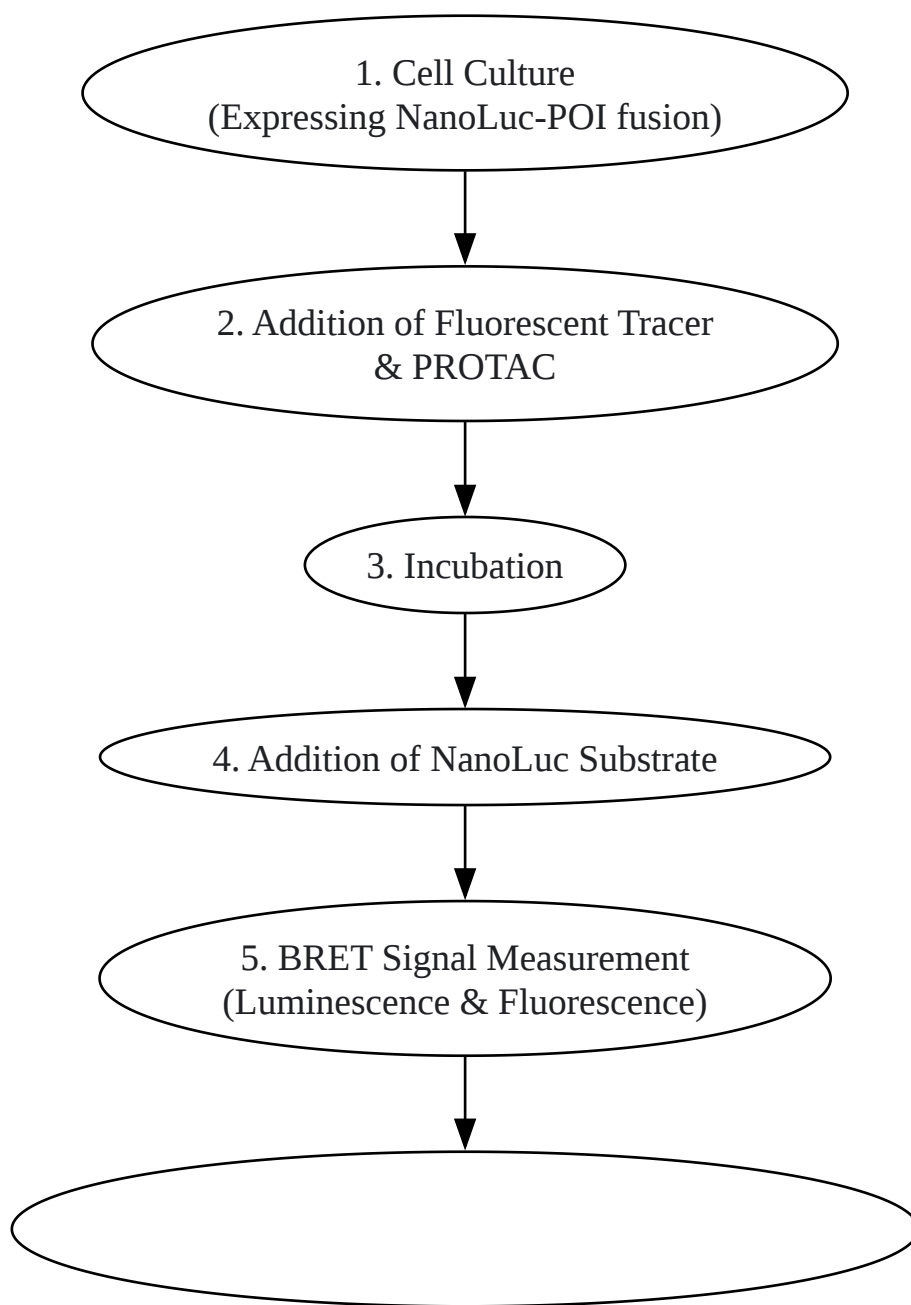 1. Cell Culture
(Expressing NanoLuc-POI fusion)
2. Addition of Fluorescent Tracer
& PROTAC
3. Incubation
4. Addition of NanoLuc Substrate
5. BRET Signal Measurement
(Luminescence & Fluorescence)